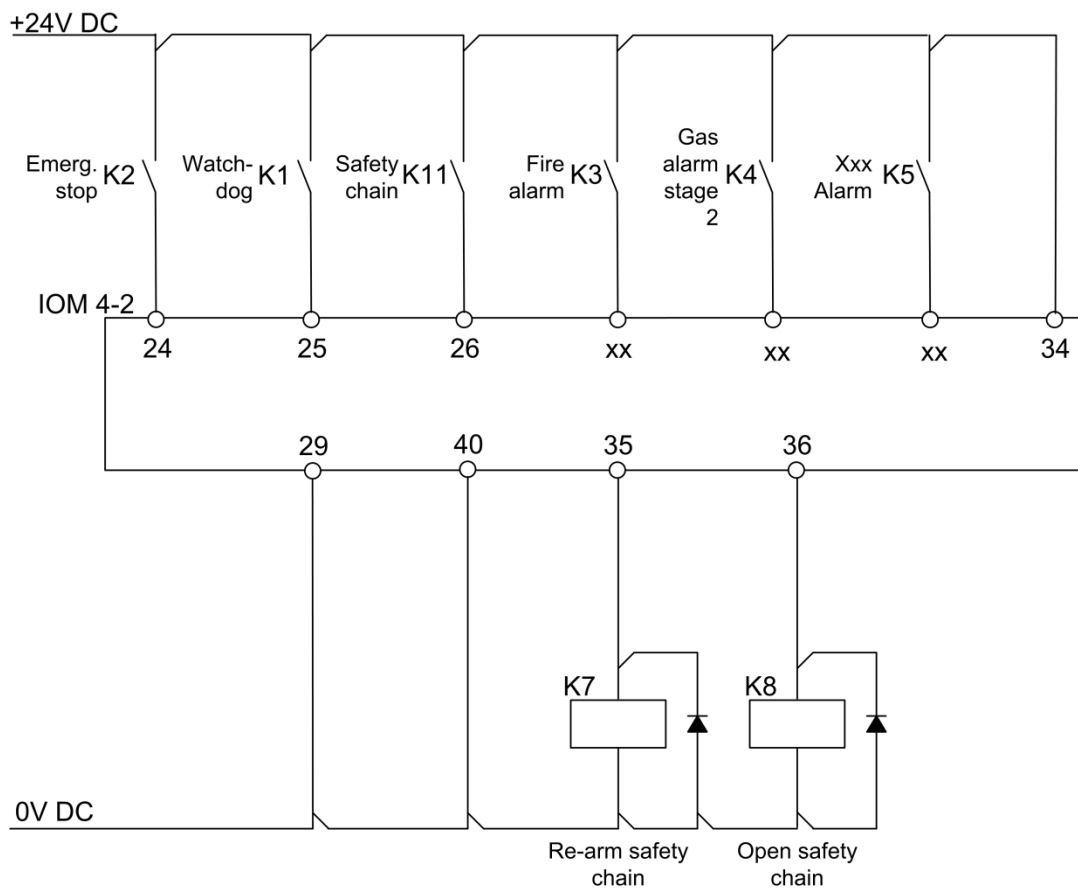 +24V DC
Emerg.
stop
K2
Watch-
dog
K1
Safety
chain
K11
Fire
alarm
K3
Gas
alarm
stage
2
K4
Xxx
Alarm
K5
IOM 4-2
24
25
26
xx
xx
xx
34
29
40
35
36
K7
K8
0V DC
Re-arm safety
chain
Open safety
chain